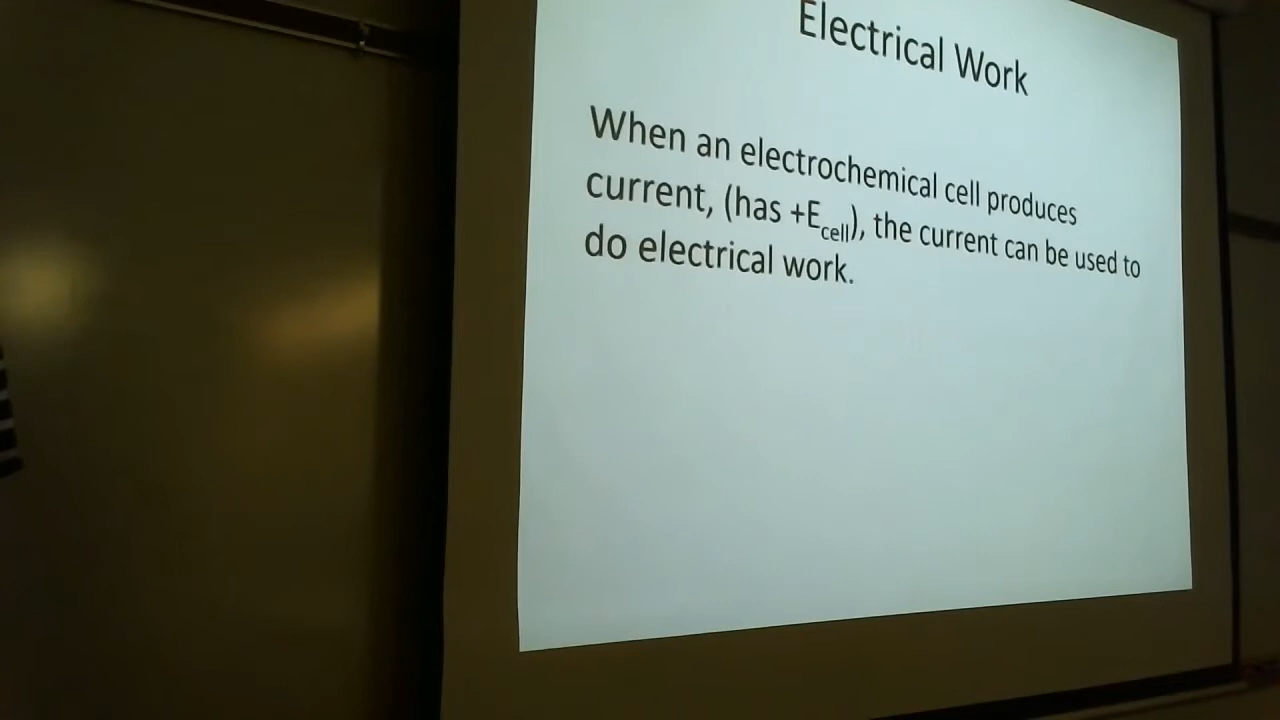 Electrical Work
When an electrochemical cell produces
current, (has +Ecell), the current can be used to
do electrical work.